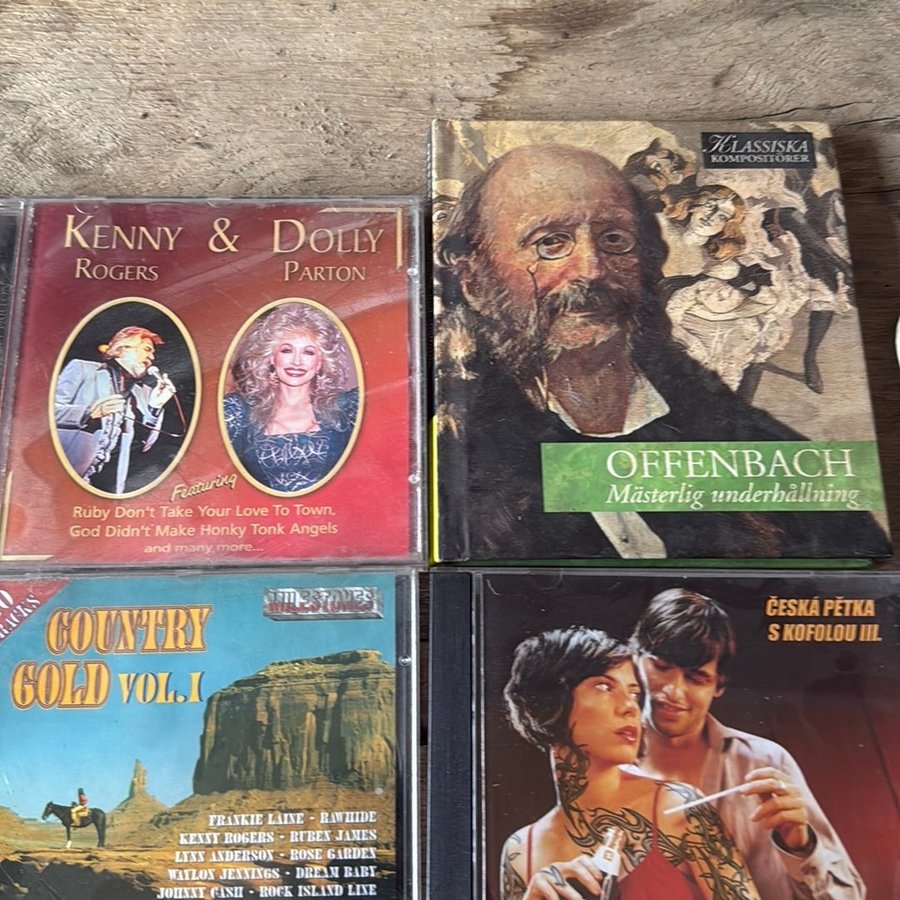 KENNY & DOLLY
ROGERS PARTON
Featuring
Ruby Don't Take Your Love To Town,
God Didn't Make Honky Tonk Angels
and many more...
KLASSISKA
KOMPOSITÖRER
OFFENBACH
Mästerlig underhållning
MILESTONES
COUNTRY
GOLD VOL. I
FRANKIE LAINE - RAWHIDE
KENNY ROGERS - RUBEN JAMES
LYNN ANDERSON - ROSE GARDEN
WAYLON JENNINGS - DREAM BABY
JOHNNY CASH - ROCK ISLAND LINE
ČESKÁ PĚTKA
S KOFOLOU III.